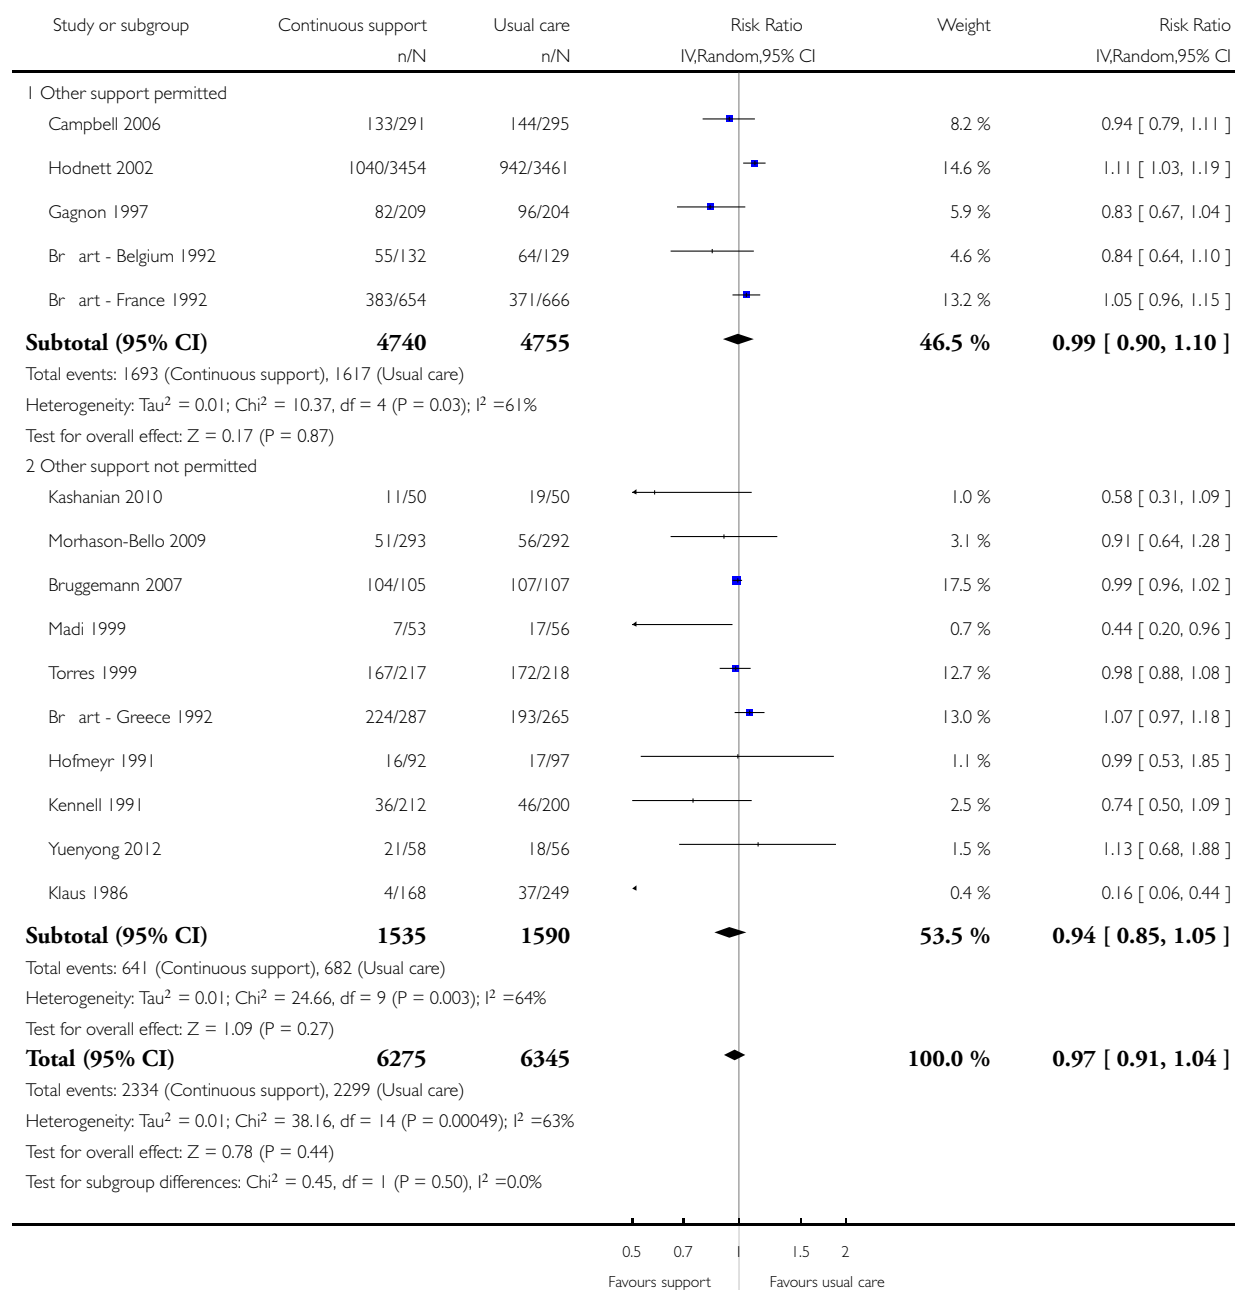 Study or subgroup Continuous support Usual care Risk Ratio Weight Risk Ratio
n/N n/N IV,Random,95% CI IV,Random,95% CI
1 Other support permitted
Campbell 2006 133/291 144/295 8.2 % 0.94 [ 0.79, 1.11 ]
Hodnett 2002 1040/3454 942/3461 14.6 % 1.11 [ 1.03, 1.19 ]
Gagnon 1997 82/209 96/204 5.9 % 0.83 [ 0.67, 1.04 ]
Br art - Belgium 1992 55/132 64/129 4.6 % 0.84 [ 0.64, 1.10 ]
Br art - France 1992 383/654 371/666 13.2 % 1.05 [ 0.96, 1.15 ]
Subtotal (95% CI) 4740 4755 46.5 % 0.99 [ 0.90, 1.10 ]
Total events: 1693 (Continuous support), 1617 (Usual care)
Heterogeneity: Tau² = 0.01; Chi² = 10.37, df = 4 (P = 0.03); I² =61%
Test for overall effect: Z = 0.17 (P = 0.87)
2 Other support not permitted
Kashanian 2010 11/50 19/50 1.0 % 0.58 [ 0.31, 1.09 ]
Morhason-Bello 2009 51/293 56/292 3.1 % 0.91 [ 0.64, 1.28 ]
Bruggemann 2007 104/105 107/107 17.5 % 0.99 [ 0.96, 1.02 ]
Madi 1999 7/53 17/56 0.7 % 0.44 [ 0.20, 0.96 ]
Torres 1999 167/217 172/218 12.7 % 0.98 [ 0.88, 1.08 ]
Br art - Greece 1992 224/287 193/265 13.0 % 1.07 [ 0.97, 1.18 ]
Hofmeyr 1991 16/92 17/97 1.1 % 0.99 [ 0.53, 1.85 ]
Kennell 1991 36/212 46/200 2.5 % 0.74 [ 0.50, 1.09 ]
Yuenyong 2012 21/58 18/56 1.5 % 1.13 [ 0.68, 1.88 ]
Klaus 1986 4/168 37/249 0.4 % 0.16 [ 0.06, 0.44 ]
Subtotal (95% CI) 1535 1590 53.5 % 0.94 [ 0.85, 1.05 ]
Total events: 641 (Continuous support), 682 (Usual care)
Heterogeneity: Tau² = 0.01; Chi² = 24.66, df = 9 (P = 0.003); I² =64%
Test for overall effect: Z = 1.09 (P = 0.27)
Total (95% CI) 6275 6345 100.0 % 0.97 [ 0.91, 1.04 ]
Total events: 2334 (Continuous support), 2299 (Usual care)
Heterogeneity: Tau² = 0.01; Chi² = 38.16, df = 14 (P = 0.00049); I² =63%
Test for overall effect: Z = 0.78 (P = 0.44)
Test for subgroup differences: Chi² = 0.45, df = 1 (P = 0.50), I² =0.0%
0.5 0.7 1 1.5 2
Favours support Favours usual care